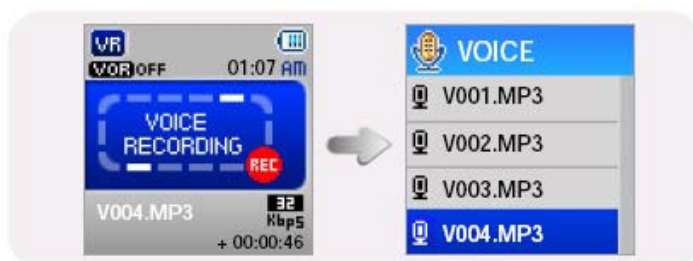 VR
VOR OFF 01:07 AM
VOICE
RECORDING
REC
V004.MP3 32
Kbps
+ 00:00:46
VOICE
V001.MP3
V002.MP3
V003.MP3
V004.MP3